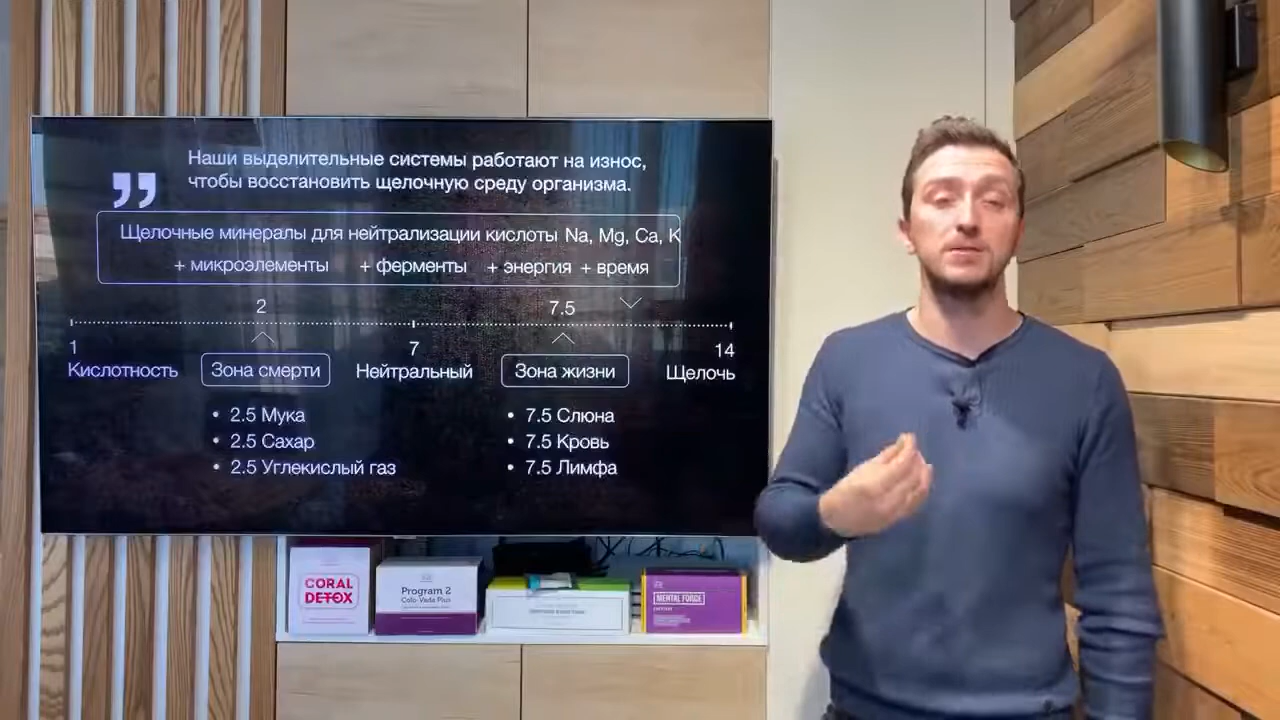 Наши выделительные системы работают на износ,
чтобы восстановить щелочную среду организма.
Щелочные минералы для нейтрализации кислоты Na, Mg, Ca, K
+ микроэлементы + ферменты + энергия + время
2 7.5
1 7 14
Кислотность Зона смерти Нейтральный Зона жизни Щелочь
• 2.5 Мука
• 2.5 Сахар
• 2.5 Углекислый газ
• 7.5 Слюна
• 7.5 Кровь
• 7.5 Лимфа
CORAL
DETOX
Program 2
Colo-Vada Plus
MENTAL FORCE